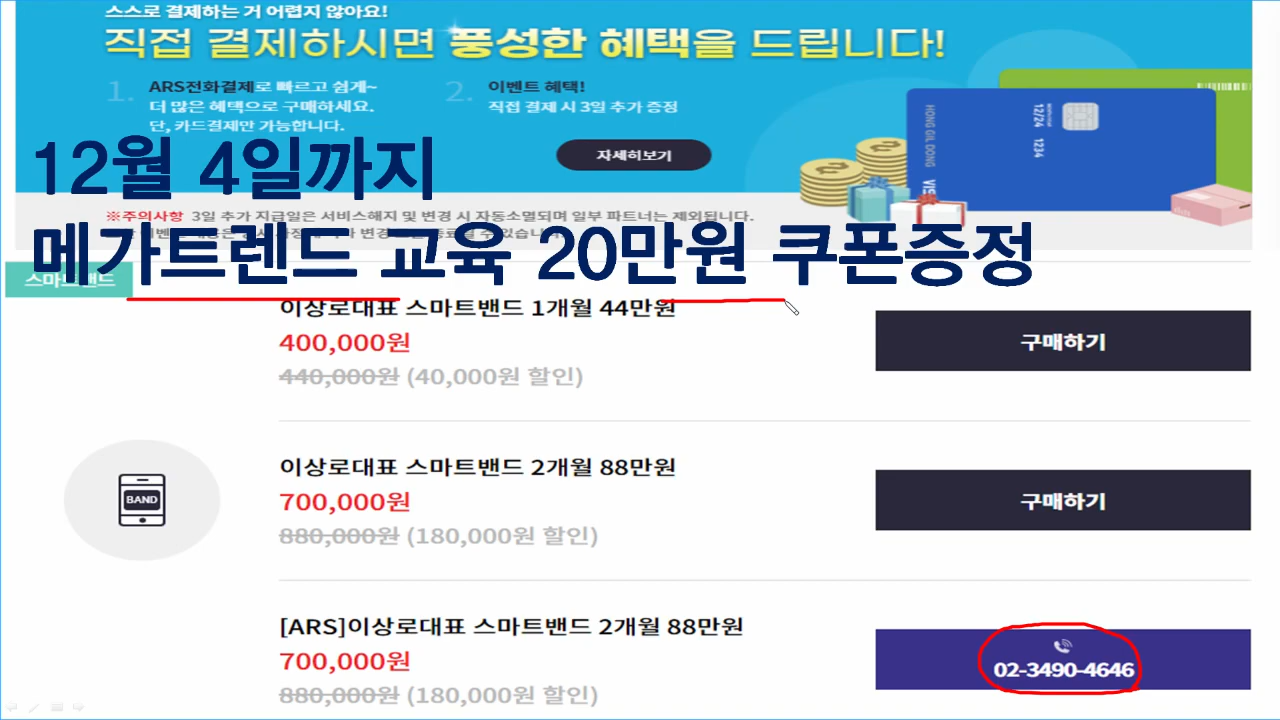 스스로 결제하는 거 어렵지 않아요!
직접 결제하시면 풍성한 혜택을 드립니다!
1. ARS전화결제로 빠르고 쉽게~
더 많은 혜택으로 구매하세요.
단, 카드결제만 가능합니다.
2. 이벤트 혜택!
직접 결제 시 3일 추가 증정
자세히보기
HONG GIL DONG
12/24 1234
VIS
12월 4일까지
※주의사항 3일 추가 지급일은 서비스해지 및 변경 시 자동소멸되며 일부 파트너는 제외됩니다.
메가트렌드 교육 20만원 쿠폰증정
스마트밴드
이상로대표 스마트밴드 1개월 44만원
400,000원
구매하기
440,000원 (40,000원 할인)
BAND
이상로대표 스마트밴드 2개월 88만원
700,000원
구매하기
880,000원 (180,000원 할인)
[ARS]이상로대표 스마트밴드 2개월 88만원
700,000원
02-3490-4646
880,000원 (180,000원 할인)